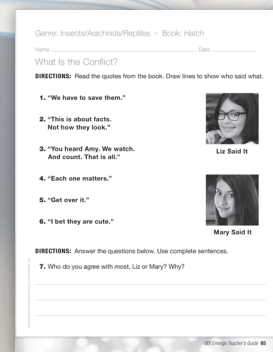 Genre: Insects/Arachnids/Reptiles • Book: Hatch
Name Date
What Is the Conflict?
DIRECTIONS: Read the quotes from the book. Draw lines to show who said what.
1. “We have to save them.”
2. “This is about facts.
Not how they look.”
Liz Said It
3. “You heard Amy. We watch.
And count. That is all.”
4. “Each one matters.”
5. “Get over it.”
6. “I bet they are cute.”
Mary Said It
DIRECTIONS: Answer the questions below. Use complete sentences.
7. Who do you agree with most, Liz or Mary? Why?
GO! Emerge Teacher's Guide 60